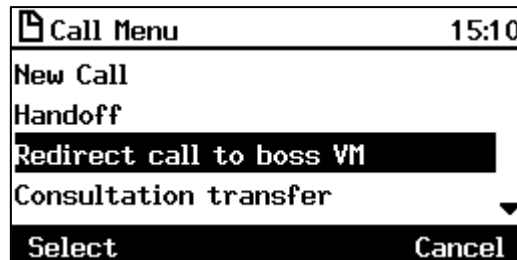 Call Menu 15:10
New Call
Handoff
Redirect call to boss VM
Consultation transfer
Select Cancel